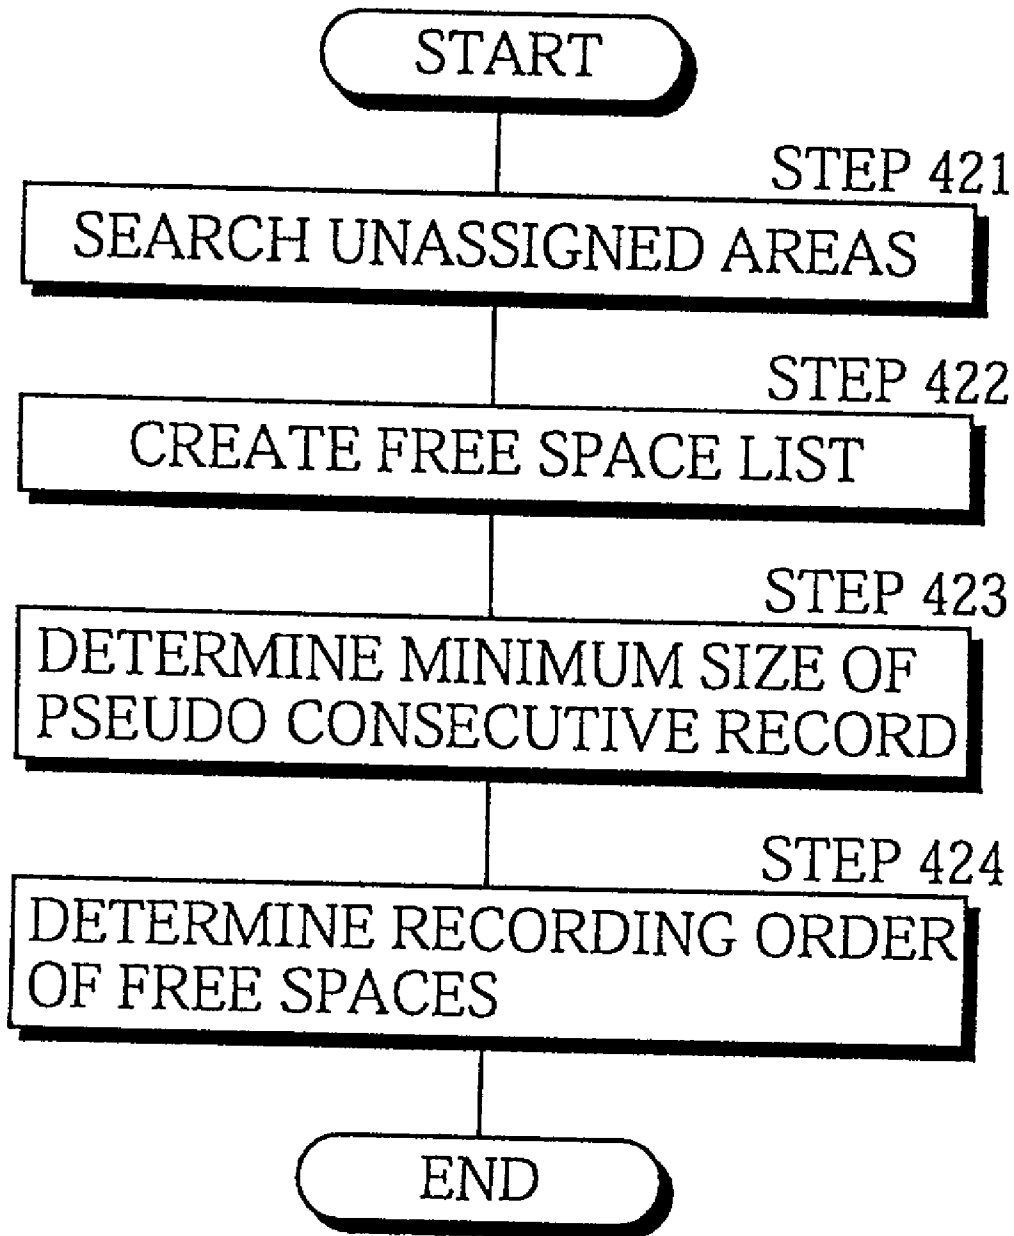 START
STEP 421
SEARCH UNASSIGNED AREAS
STEP 422
CREATE FREE SPACE LIST
STEP 423
DETERMINE MINIMUM SIZE OF
PSEUDO CONSECUTIVE RECORD
STEP 424
DETERMINE RECORDING ORDER
OF FREE SPACES
END